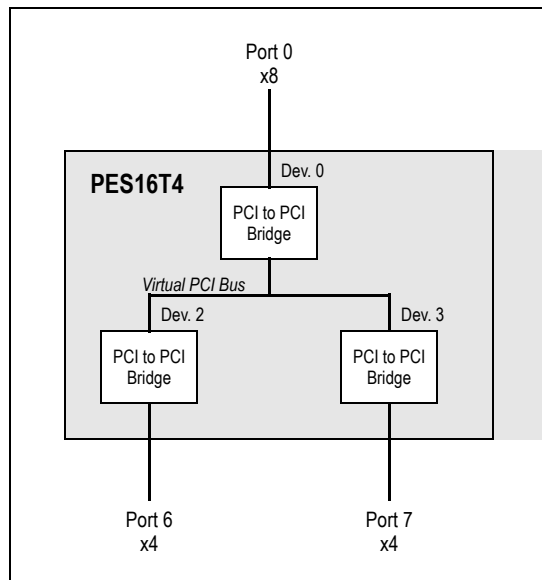 Port 0
x8
Dev. 0
PES16T4
PCI to PCI
Bridge
Virtual PCI Bus
Dev. 2
Dev. 3
PCI to PCI
Bridge
PCI to PCI
Bridge
Port 6
x4
Port 7
x4